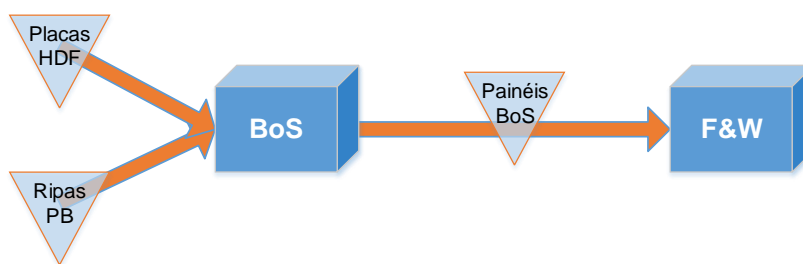 Placas
HDF
Ripas
PB
BoS
Painéis
BoS
F&W